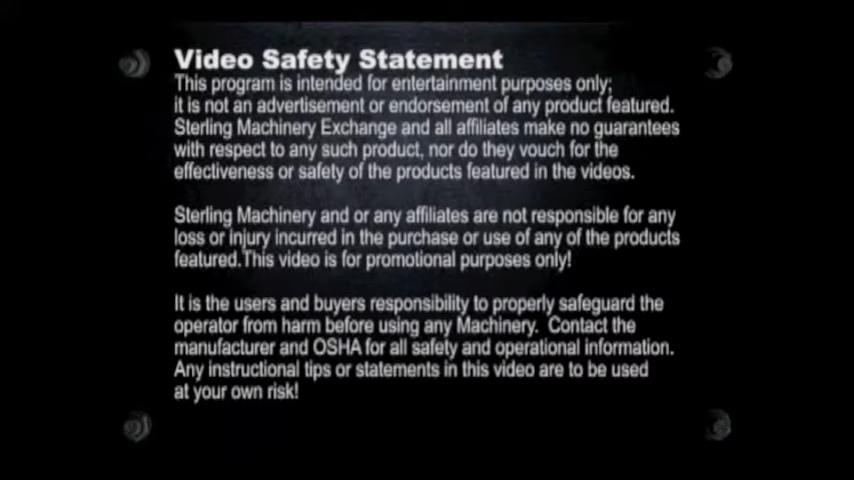 Video Safety Statement
This program is intended for entertainment purposes only;
it is not an advertisement or endorsement of any product featured.
Sterling Machinery Exchange and all affiliates make no guarantees
with respect to any such product, nor do they vouch for the
effectiveness or safety of the products featured in the videos.
Sterling Machinery and or any affiliates are not responsible for any
loss or injury incurred in the purchase or use of any of the products
featured.This video is for promotional purposes only!
It is the users and buyers responsibility to properly safeguard the
operator from harm before using any Machinery. Contact the
manufacturer and OSHA for all safety and operational information.
Any instructional tips or statements in this video are to be used
at your own risk!